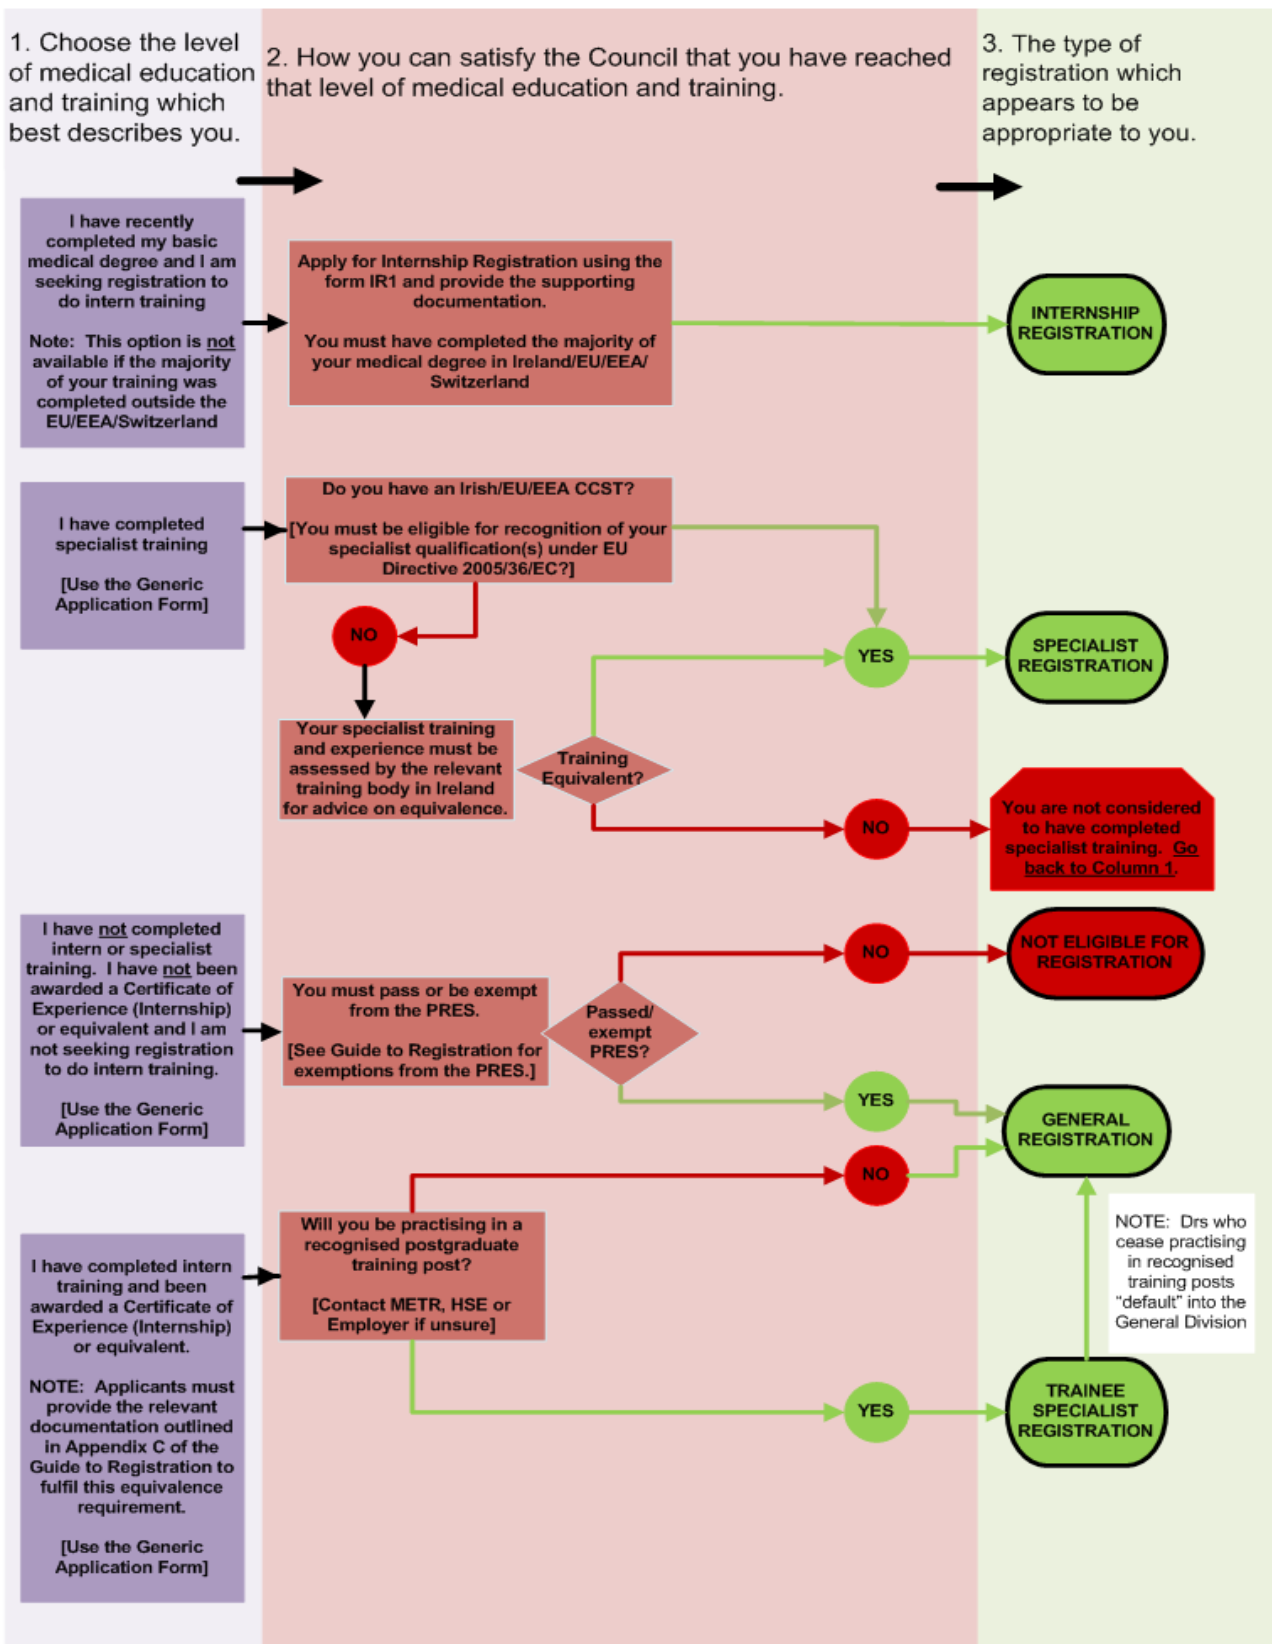 1. Choose the level
of medical education
and training which
best describes you.
2. How you can satisfy the Council that you have reached
that level of medical education and training.
3. The type of
registration which
appears to be
appropriate to you.
I have recently
completed my basic
medical degree and I am
seeking registration to
do intern training
Note: This option is not
available if the majority
of your training was
completed outside the
EU/EEA/Switzerland
Apply for Internship Registration using the
form IR1 and provide the supporting
documentation.
You must have completed the majority of
your medical degree in Ireland/EU/EEA/
Switzerland
INTERNSHIP
REGISTRATION
I have completed
specialist training
[Use the Generic
Application Form]
Do you have an Irish/EU/EEA CCST?
[You must be eligible for recognition of your
specialist qualification(s) under EU
Directive 2005/36/EC?]
NO
YES
SPECIALIST
REGISTRATION
Your specialist training
and experience must be
assessed by the relevant
training body in Ireland
for advice on equivalence.
Training
Equivalent?
NO
You are not considered
to have completed
specialist training. Go
back to Column 1.
I have not completed
intern or specialist
training. I have not been
awarded a Certificate of
Experience (Internship)
or equivalent and I am
not seeking registration
to do intern training.
[Use the Generic
Application Form]
You must pass or be exempt
from the PRES.
[See Guide to Registration for
exemptions from the PRES.]
Passed/
exempt
PRES?
NO
NOT ELIGIBLE FOR
REGISTRATION
YES
GENERAL
REGISTRATION
NO
I have completed intern
training and been
awarded a Certificate of
Experience (Internship)
or equivalent.
NOTE: Applicants must
provide the relevant
documentation outlined
in Appendix C of the
Guide to Registration to
fulfil this equivalence
requirement.
[Use the Generic
Application Form]
Will you be practising in a
recognised postgraduate
training post?
[Contact METR, HSE or
Employer if unsure]
NOTE: Drs who
cease practising
in recognised
training posts
"default" into the
General Division
YES
TRAINEE
SPECIALIST
REGISTRATION